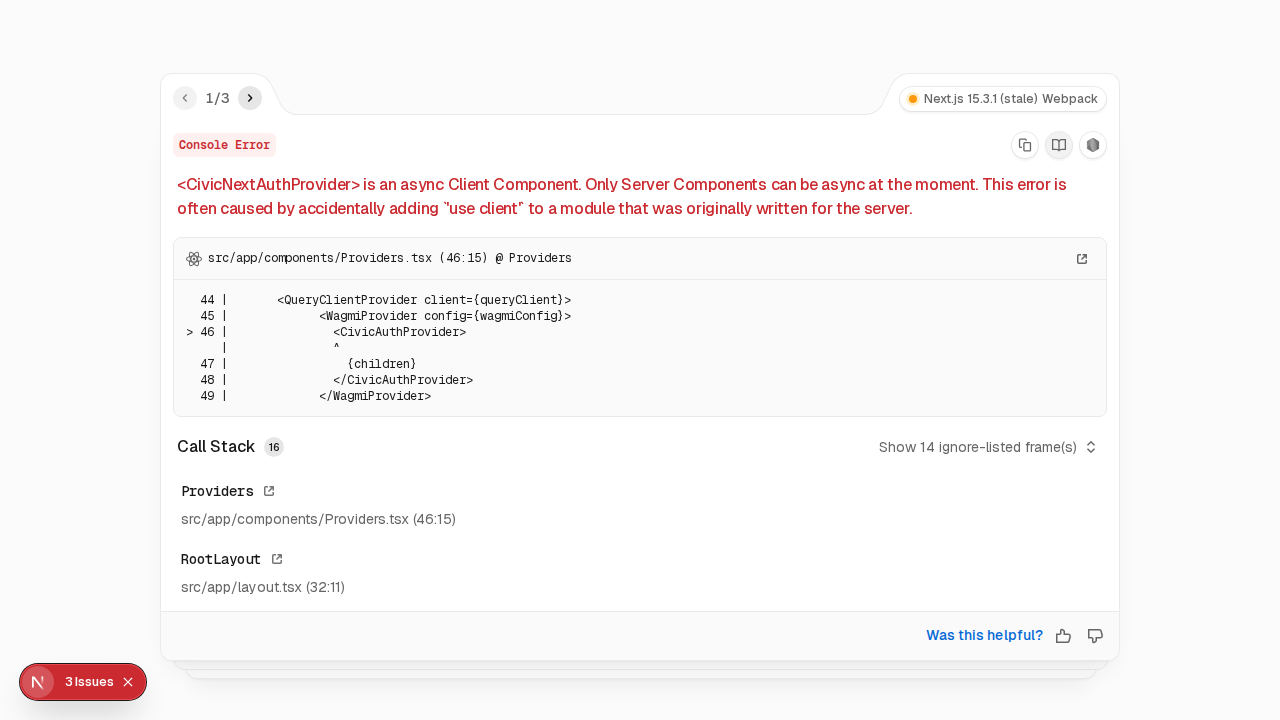 1/3
Next.js 15.3.1 (stale) Webpack
Console Error
<CivicNextAuthProvider> is an async Client Component. Only Server Components can be async at the moment. This error is
often caused by accidentally adding `'use client'` to a module that was originally written for the server.
src/app/components/Providers.tsx (46:15) @ Providers
  44 |       <QueryClientProvider client={queryClient}>
  45 |             <WagmiProvider config={wagmiConfig}>
> 46 |               <CivicAuthProvider>
     |               ^
  47 |                 {children}
  48 |               </CivicAuthProvider>
  49 |             </WagmiProvider>
Call Stack 16
Show 14 ignore-listed frame(s)
Providers
src/app/components/Providers.tsx (46:15)
RootLayout
src/app/layout.tsx (32:11)
Was this helpful?
N 3 Issues